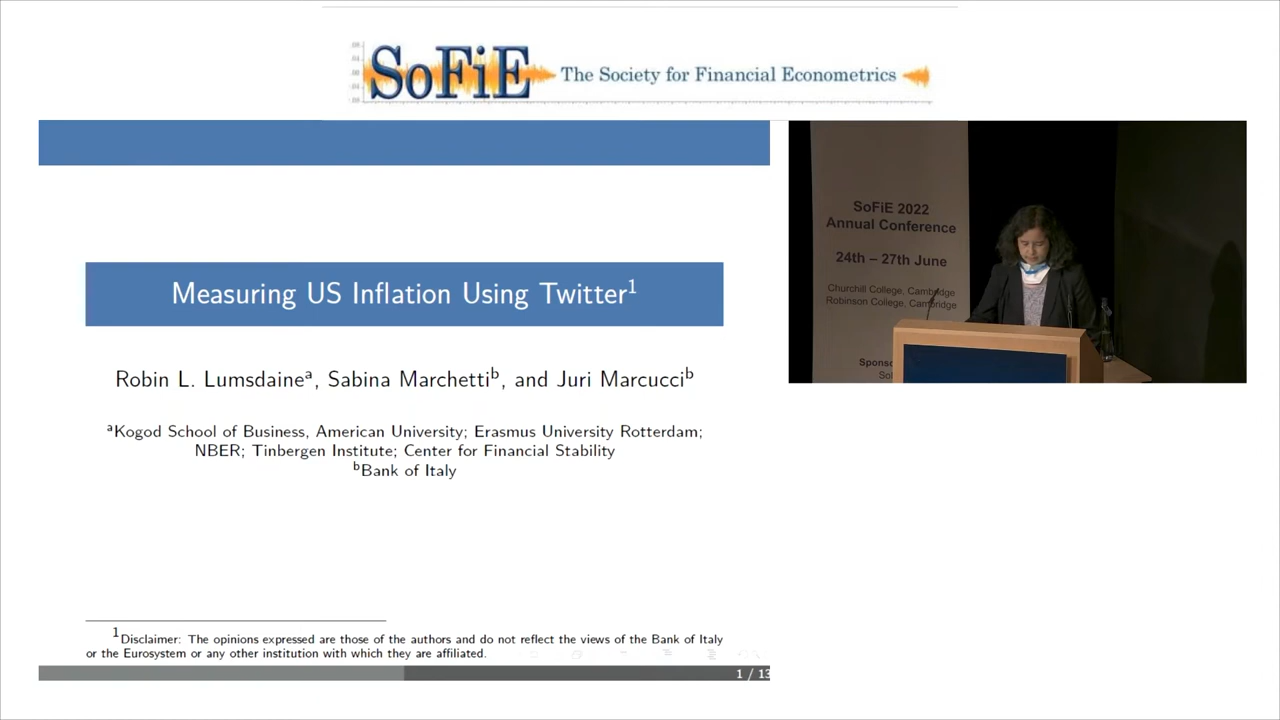 SoFiE The Society for Financial Econometrics
Measuring US Inflation Using Twitter1
Robin L. Lumsdainea, Sabina Marchettib, and Juri Marcuccib
aKogod School of Business, American University; Erasmus University Rotterdam;
NBER; Tinbergen Institute; Center for Financial Stability
bBank of Italy
1Disclaimer: The opinions expressed are those of the authors and do not reflect the views of the Bank of Italy
or the Eurosystem or any other institution with which they are affiliated.
1 / 13
SoFiE 2022
Annual Conference
24th – 27th June
Churchill College, Cambridge
Robinson College, Cambridge